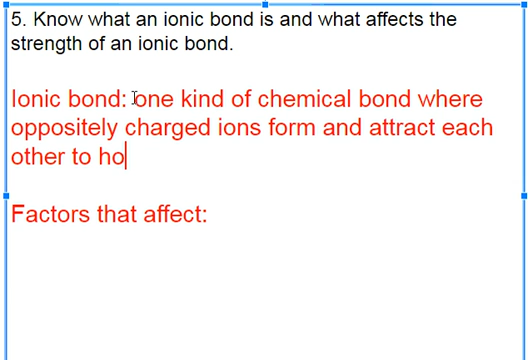 5. Know what an ionic bond is and what affects the
strength of an ionic bond.
Ionic bond: one kind of chemical bond where
oppositely charged ions form and attract each
other to ho
Factors that affect: